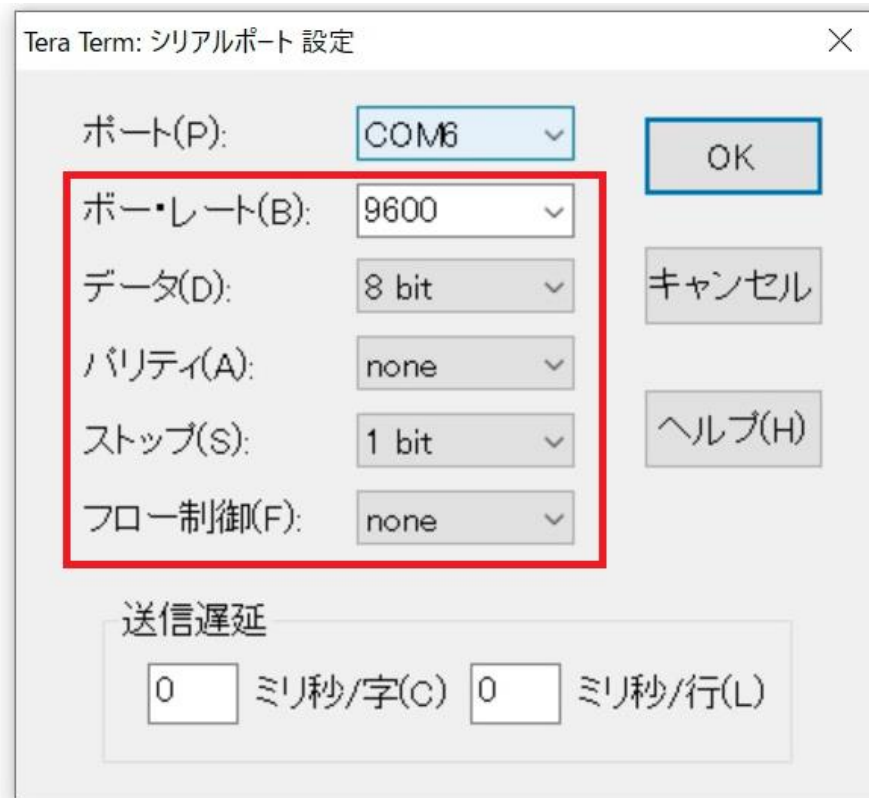 Tera Term: シリアルポート 設定
ポート(P): COM6
OK
ボー・レート(B): 9600
データ(D): 8 bit
キャンセル
パリティ(A): none
ストップ(S): 1 bit
ヘルプ(H)
フロー制御(F): none
送信遅延
0 ミリ秒/字(C) 0 ミリ秒/行(L)